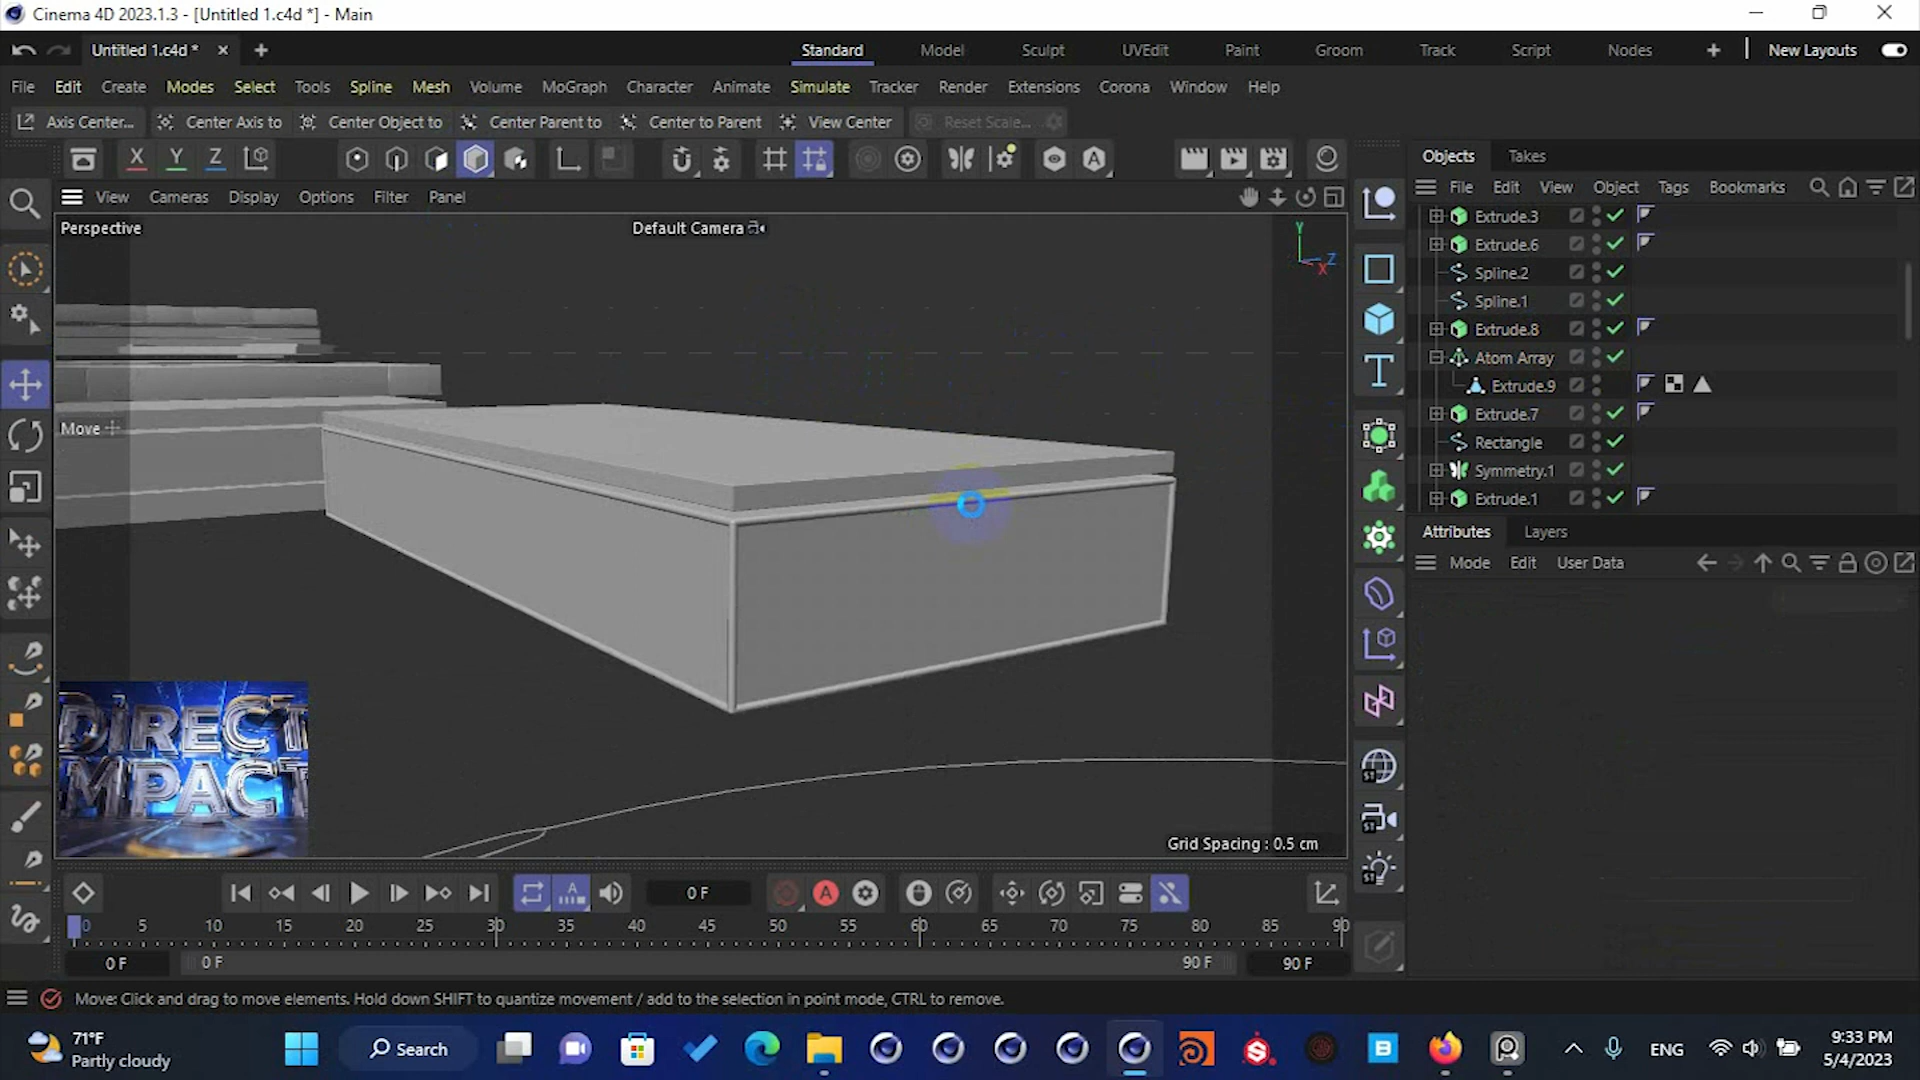 Cinema 4D 2023.1.3 - [Untitled 1.c4d *] - Main
Untitled 1.c4d * × +
Standard Model Sculpt UVEdit Paint Groom Track Script Nodes + New Layouts
File Edit Create Modes Select Tools Spline Mesh Volume MoGraph Character Animate Simulate Tracker Render Extensions Corona Window Help
Axis Center... Center Axis to Center Object to Center Parent to Center to Parent View Center Reset Scale...
X Y Z
Objects Takes
File Edit View Object Tags Bookmarks
View Cameras Display Options Filter Panel
Perspective
Default Camera
Y
Z
X
Move
Extrude.3
Extrude.6
Spline.2
Spline.1
Extrude.8
Atom Array
Extrude.9
Extrude.7
Rectangle
Symmetry.1
Extrude.1
Attributes Layers
Mode Edit User Data
DIRECT
IMPACT
Grid Spacing : 0.5 cm
0 F
0 5 10 15 20 25 30 35 40 45 50 55 60 65 70 75 80 85 90
0 F 0 F 90 F 90 F
Move: Click and drag to move elements. Hold down SHIFT to quantize movement / add to the selection in point mode, CTRL to remove.
71°F
Partly cloudy
Search
ENG
9:33 PM
5/4/2023